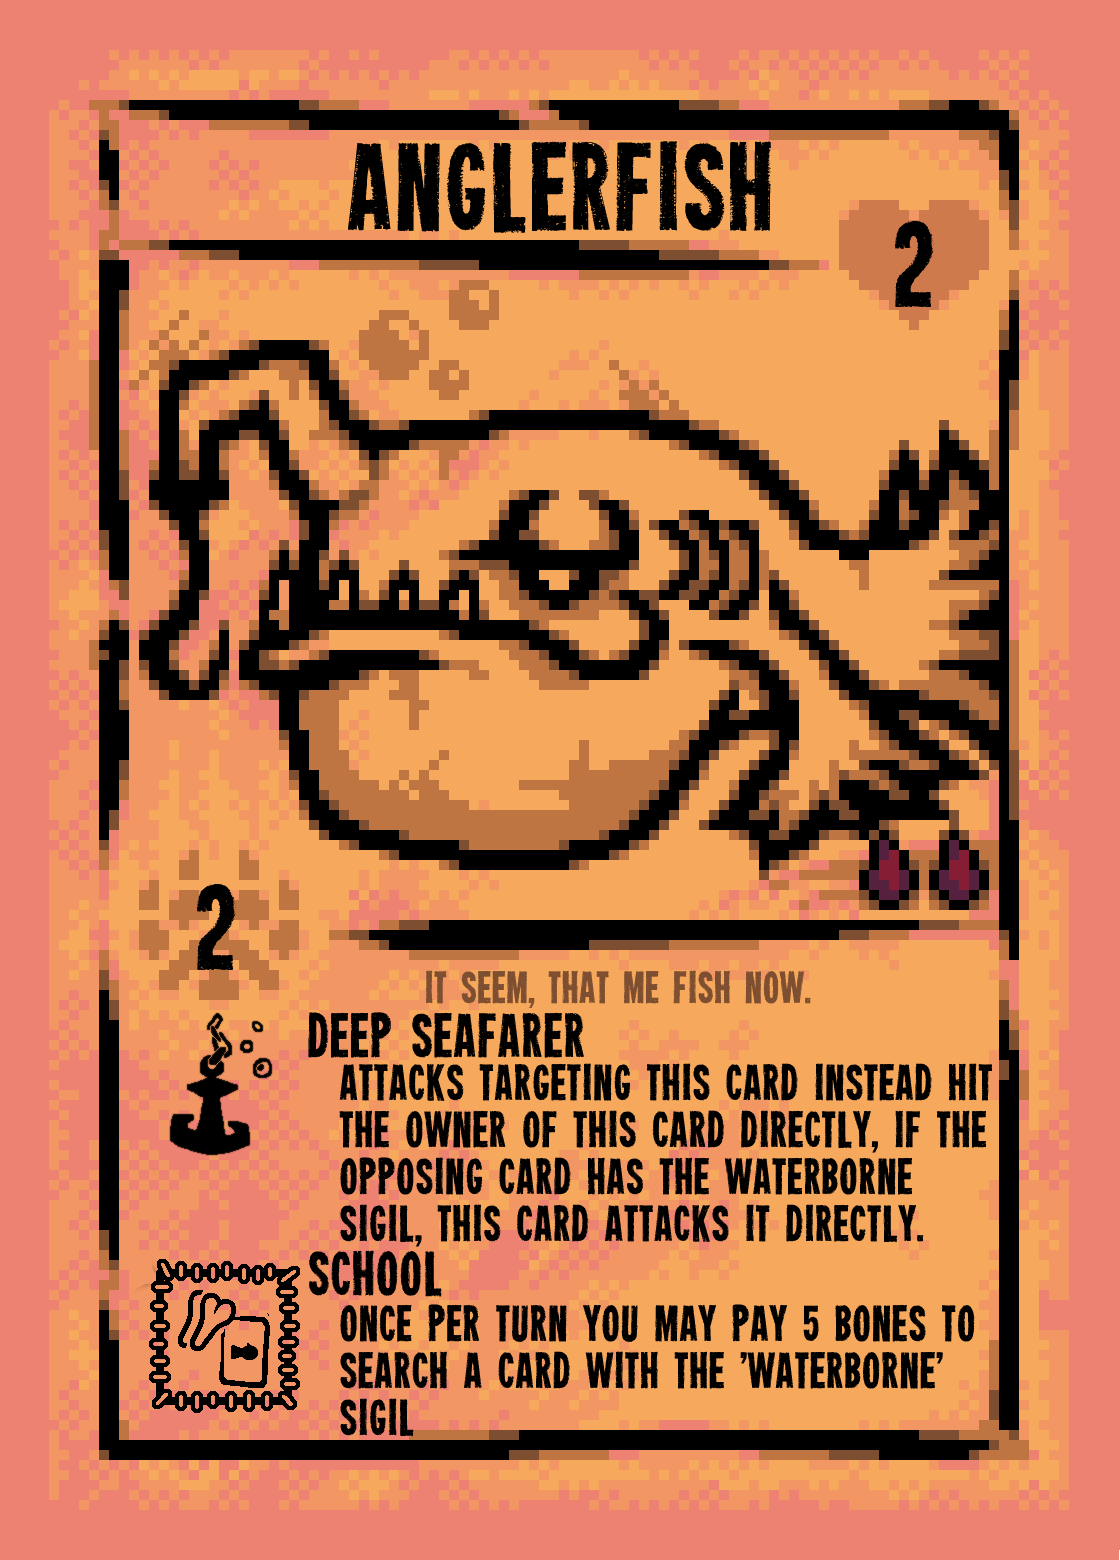 ANGLERFISH
2
2
IT SEEM, THAT ME FISH NOW.
DEEP SEAFARER
ATTACKS TARGETING THIS CARD INSTEAD HIT
THE OWNER OF THIS CARD DIRECTLY, IF THE
OPPOSING CARD HAS THE WATERBORNE
SIGIL, THIS CARD ATTACKS IT DIRECTLY.
SCHOOL
ONCE PER TURN YOU MAY PAY 5 BONES TO
SEARCH A CARD WITH THE 'WATERBORNE'
SIGIL